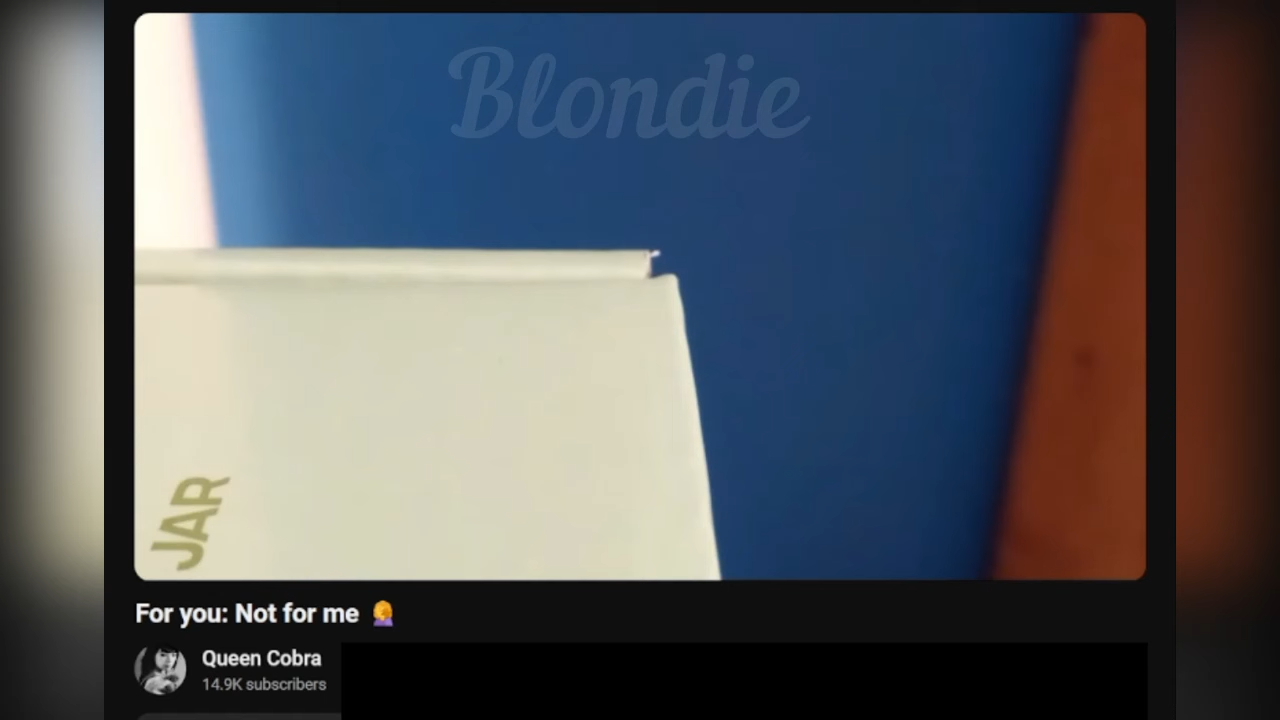 Blondie
JAR
For you: Not for me 🤦‍♀️
Queen Cobra
14.9K subscribers